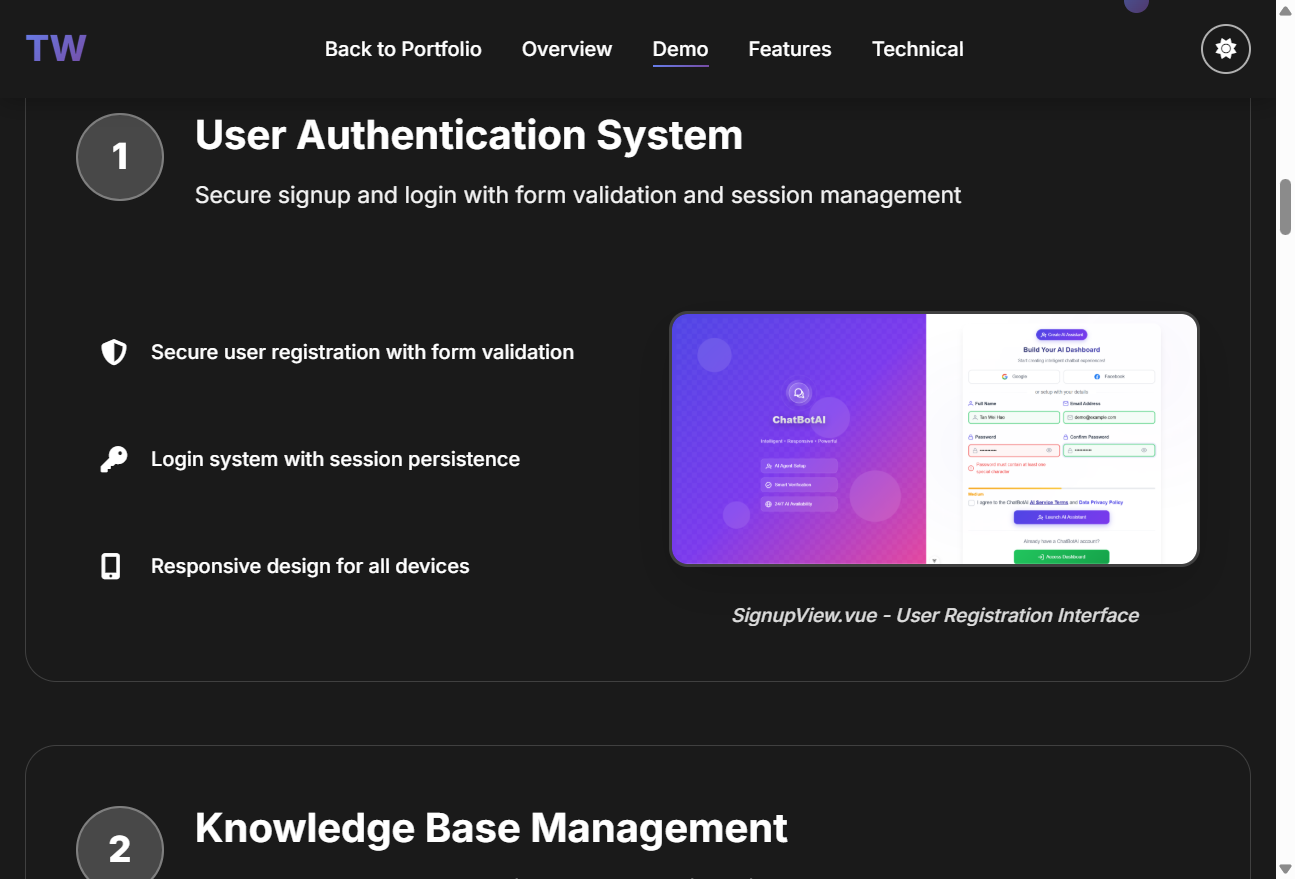 TW
Back to Portfolio
Overview
Demo
Features
Technical
1
User Authentication System
Secure signup and login with form validation and session management
Secure user registration with form validation
Login system with session persistence
Responsive design for all devices
ChatBotAI
Intelligent • Responsive • Powerful
AI Agent Setup
Smart Verification
24/7 AI Availability
Create AI Assistant
Build Your AI Dashboard
Start creating intelligent chatbot experiences
Google
Facebook
or setup with your details
Full Name
Email Address
Tan Wei Hao
demo@example.com
Password
Confirm Password
Password must contain at least one
special character
Medium
I agree to the ChatBotAI AI Service Terms and Data Privacy Policy
Launch AI Assistant
Already have a ChatBotAI account?
Access Dashboard
SignupView.vue - User Registration Interface
2
Knowledge Base Management